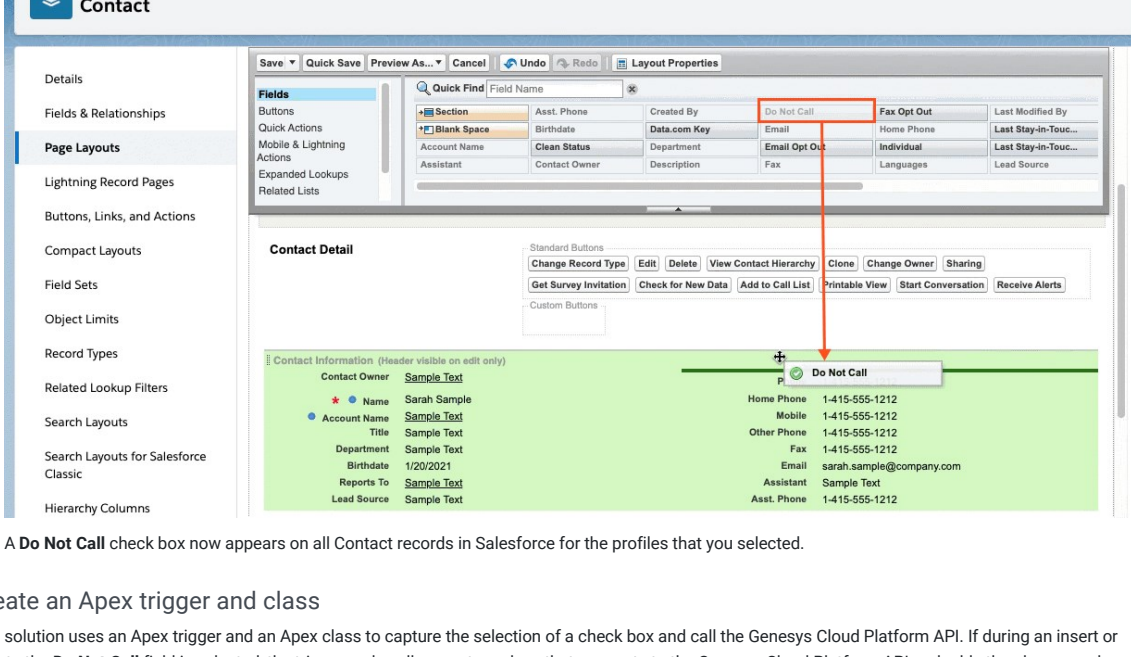 Contact
Details
Fields & Relationships
Page Layouts
Lightning Record Pages
Buttons, Links, and Actions
Compact Layouts
Field Sets
Object Limits
Record Types
Related Lookup Filters
Search Layouts
Search Layouts for Salesforce
Classic
Hierarchy Columns
Save Quick Save Preview As... Cancel Undo Redo Layout Properties
Fields
Buttons
Quick Actions
Mobile & Lightning
Actions
Expanded Lookups
Related Lists
Quick Find Field Name
Section Asst. Phone Created By Do Not Call Fax Opt Out Last Modified By
Blank Space Birthdate Data.com Key Email Home Phone Last Stay-in-Touc...
Account Name Clean Status Department Email Opt Out Individual Last Stay-in-Touc...
Assistant Contact Owner Description Fax Languages Lead Source
Contact Detail
Standard Buttons
Change Record Type Edit Delete View Contact Hierarchy Clone Change Owner Sharing
Get Survey Invitation Check for New Data Add to Call List Printable View Start Conversation Receive Alerts
Custom Buttons
Contact Information (Header visible on edit only)
Contact Owner Sample Text
* Name Sarah Sample
Account Name Sample Text
Title Sample Text
Department Sample Text
Birthdate 1/20/2021
Reports To Sample Text
Lead Source Sample Text
Do Not Call
Home Phone 1-415-555-1212
Mobile 1-415-555-1212
Other Phone 1-415-555-1212
Fax 1-415-555-1212
Email sarah.sample@company.com
Assistant Sample Text
Asst. Phone 1-415-555-1212
A Do Not Call check box now appears on all Contact records in Salesforce for the profiles that you selected.
eate an Apex trigger and class
solution uses an Apex trigger and an Apex class to capture the selection of a check box and call the Genesys Cloud Platform API. If during an insert or